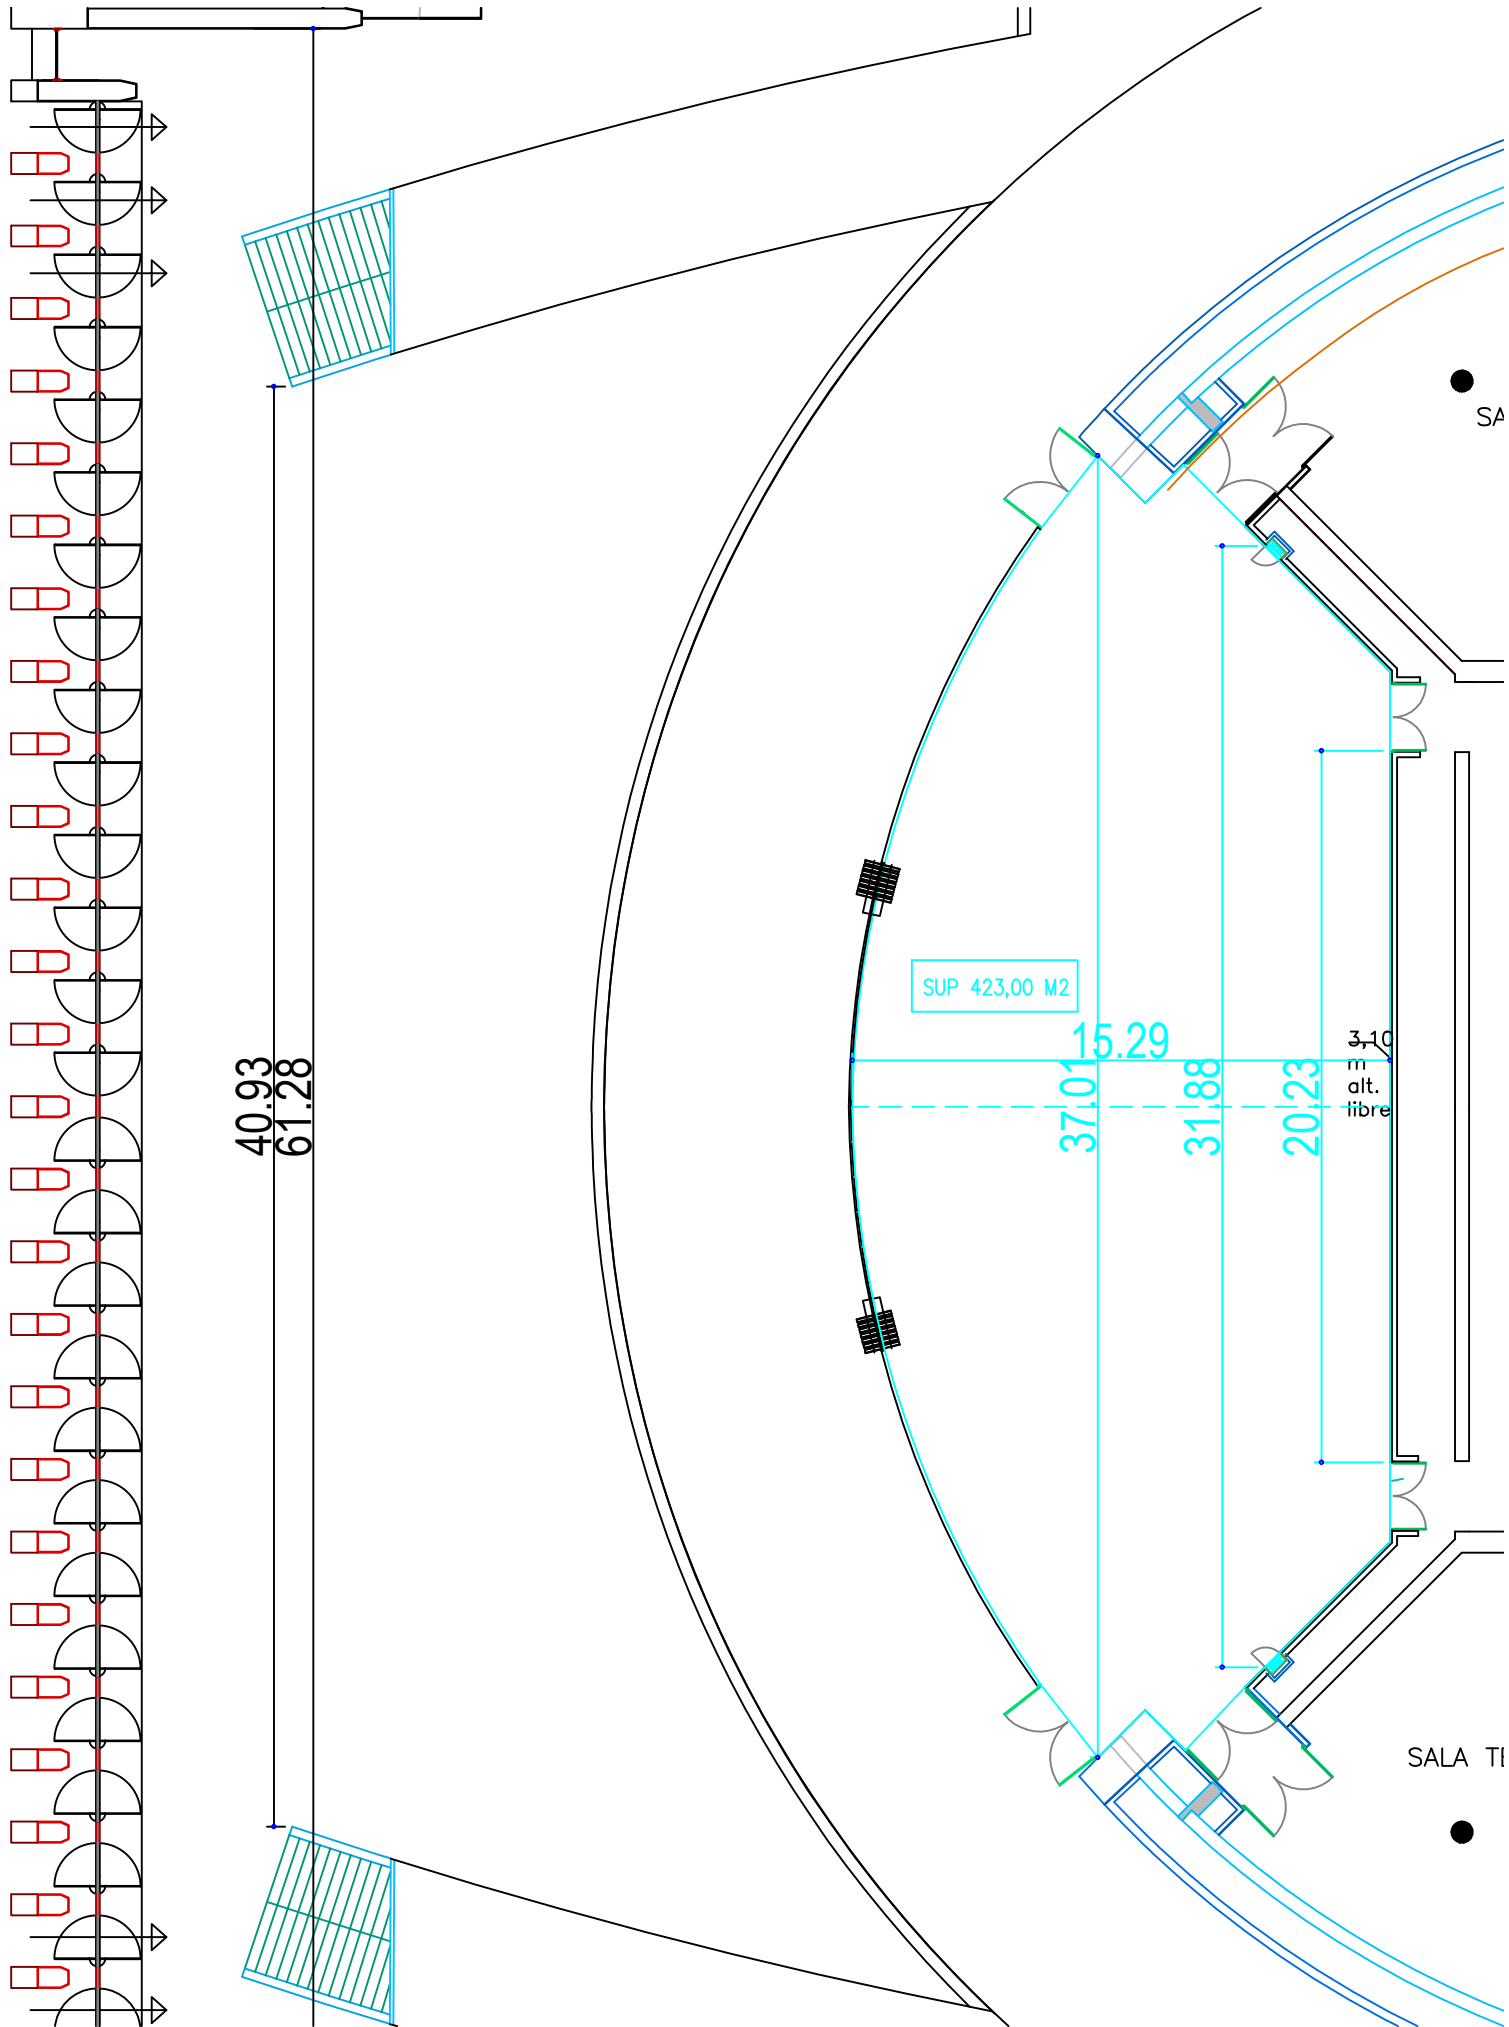 SA
SUP 423,00 M2
15.29
3,10
m
alt.
libre
40.93
61.28
37.01
31.88
20.23
SALA TE